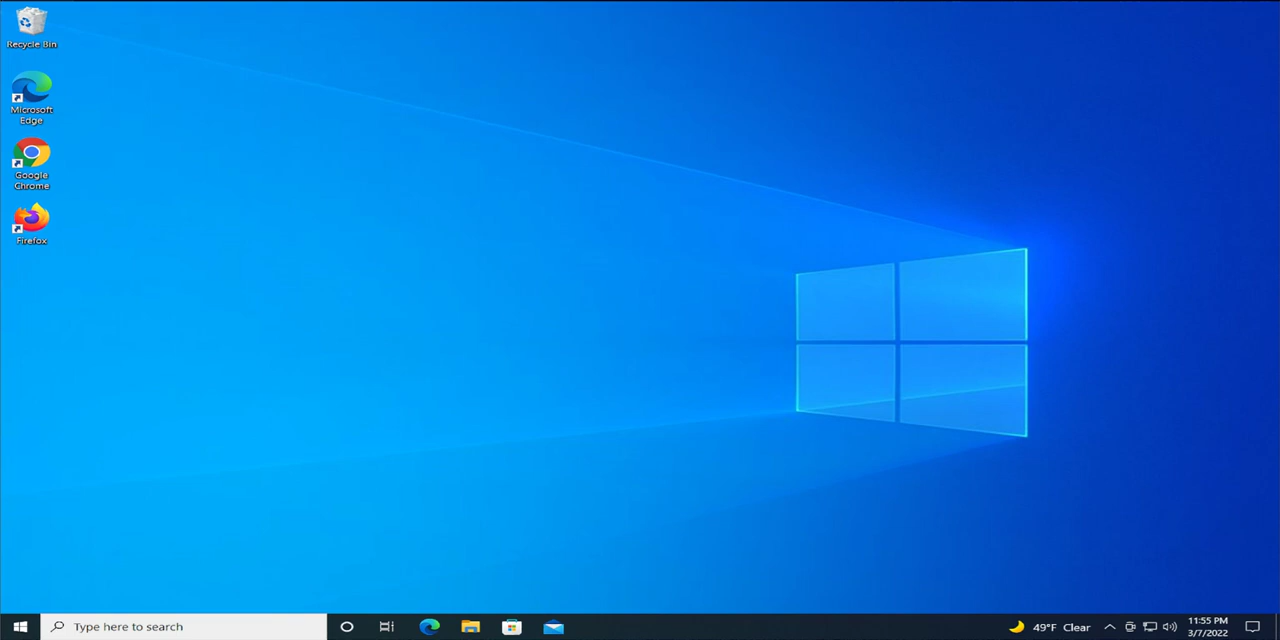 Recycle Bin
Microsoft
Edge
Google
Chrome
Firefox
Type here to search
49°F Clear
11:55 PM
3/7/2022